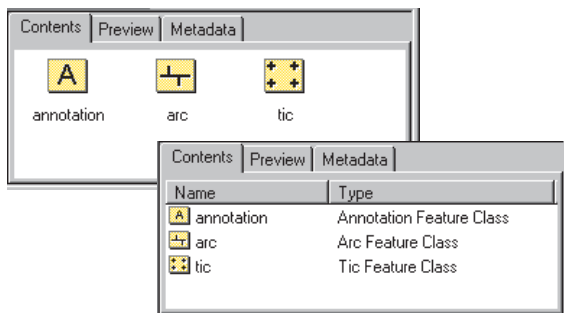 Contents Preview Metadata
A
annotation arc tic
Contents Preview Metadata
Name Type
A annotation Annotation Feature Class
arc Arc Feature Class
tic Tic Feature Class